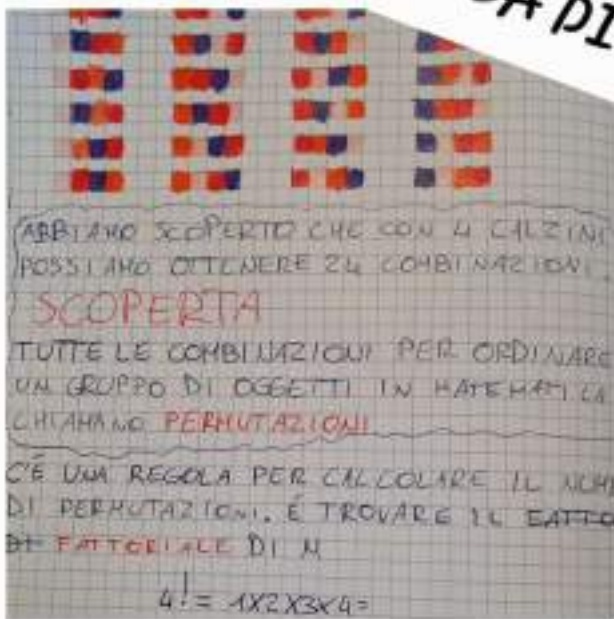 DA DI
ABBIAMO SCOPERTO CHE CON 4 CALZINI
POSSIAMO OTTENERE 24 COMBINAZIONI
SCOPERTA
TUTTE LE COMBINAZIONI PER ORDINARE
UN GRUPPO DI OGGETTI IN MATEMATICA
CHIAMANO PERMUTAZIONI
C'É UNA REGOLA PER CALCOLARE IL NUM
DI PERMUTAZIONI. É TROVARE IL FATTO
DI FATTORIALE DI N
4! = 1X2X3X4=